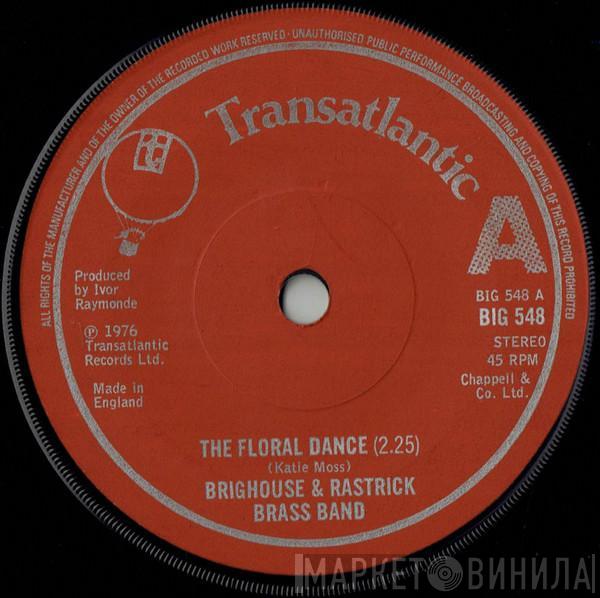 ALL RIGHTS OF THE MANUFACTURER AND OF THE OWNER OF THE RECORDED WORK RESERVED · UNAUTHORISED PUBLIC PERFORMANCE BROADCASTING AND COPYING OF THIS RECORD PROHIBITED
Transatlantic
A
Produced
by Ivor
Raymonde
℗ 1976
Transatlantic
Records Ltd.
Made in
England
BIG 548 A
BIG 548
STEREO
45 RPM
Chappell &
Co. Ltd.
THE FLORAL DANCE (2.25)
(Katie Moss)
BRIGHOUSE & RASTRICK
BRASS BAND
МАРКЕТ ВИНИЛА